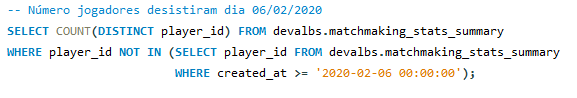 -- Número jogadores desistiram dia 06/02/2020
SELECT COUNT(DISTINCT player_id) FROM devalbs.matchmaking_stats_summary
WHERE player_id NOT IN (SELECT player_id FROM devalbs.matchmaking_stats_summary
WHERE created_at >= '2020-02-06 00:00:00');